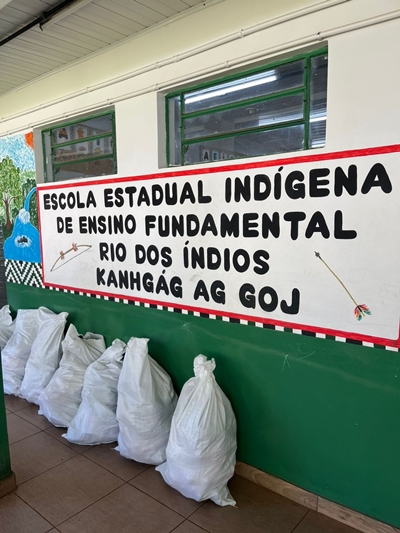 ESCOLA ESTADUAL INDÍGENA
DE ENSINO FUNDAMENTAL
RIO DOS ÍNDIOS
KANHGÁG AG GOJ